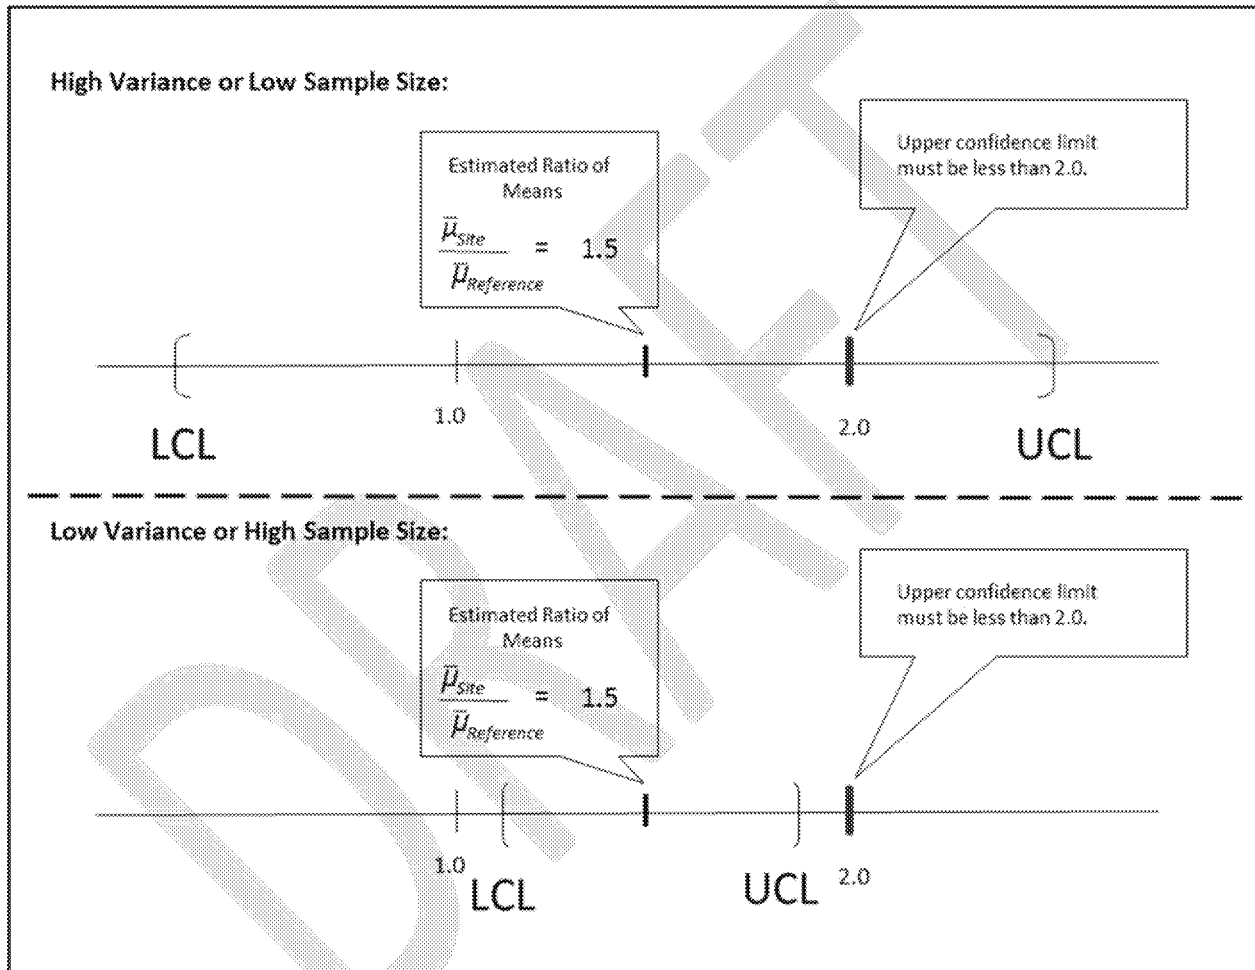 High Variance or Low Sample Size:
Estimated Ratio of
Means
μ̅Site
μ̅Reference
= 1.5
Upper confidence limit
must be less than 2.0.
1.0
2.0
LCL
UCL
Low Variance or High Sample Size:
Estimated Ratio of
Means
μ̅Site
μ̅Reference
= 1.5
Upper confidence limit
must be less than 2.0.
1.0
2.0
LCL
UCL
DRAFT